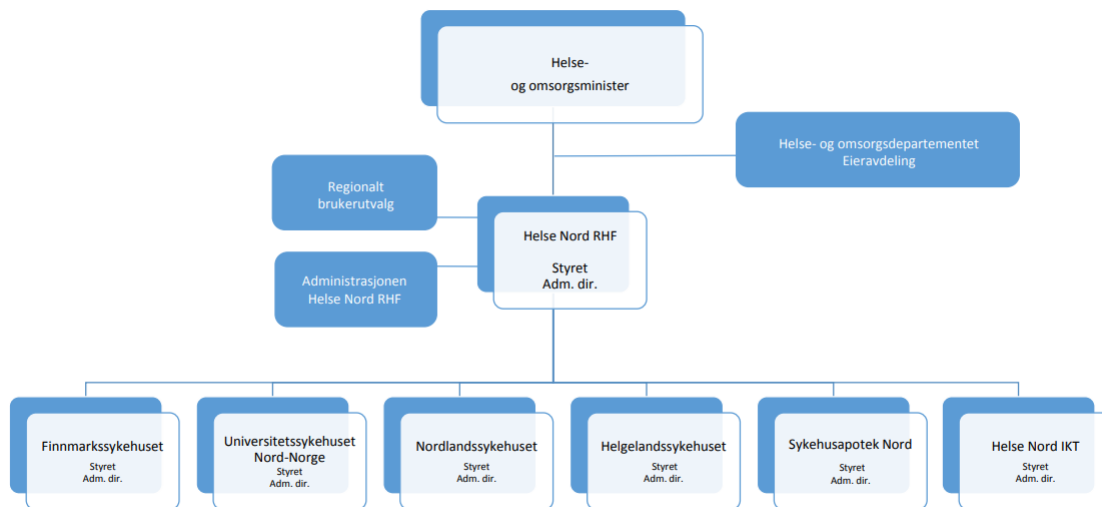 Helse-
og omsorgsminister
Helse- og omsorgsdepartementet
Eieravdeling
Regionalt
brukerutvalg
Helse Nord RHF
Styret
Adm. dir.
Administrasjonen
Helse Nord RHF
Finnmarkssykehuset
Styret
Adm. dir.
Universitetssykehuset
Nord-Norge
Styret
Adm. dir.
Nordlandssykehuset
Styret
Adm. dir.
Helgelandssykehuset
Styret
Adm. dir.
Sykehusapotek Nord
Styret
Adm. dir.
Helse Nord IKT
Styret
Adm. dir.